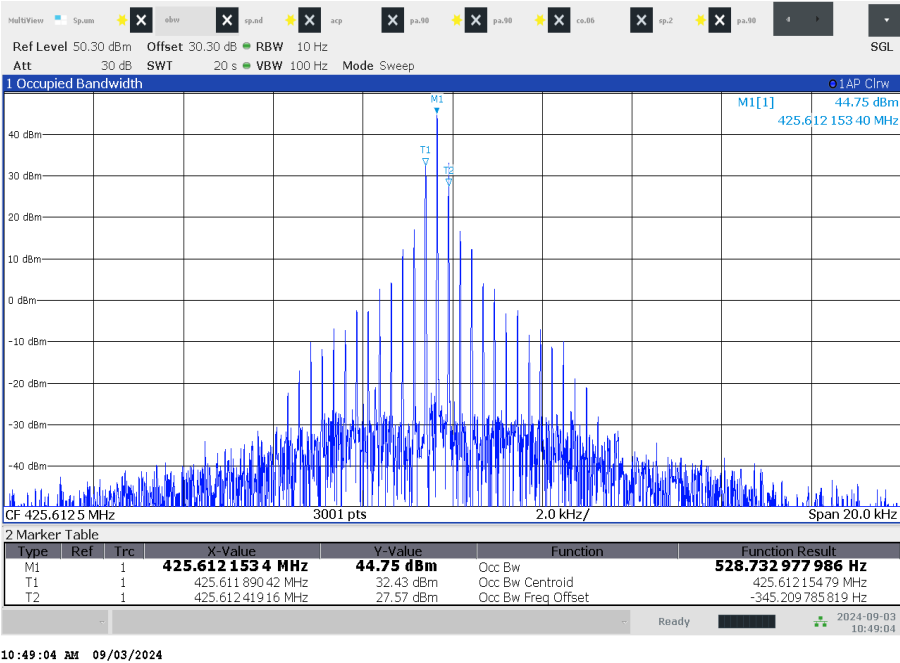 MultiView Sp.um obw sp.nd acp pa.90 pa.90 co.06 sp.2 pa.90
Ref Level 50.30 dBm Offset 30.30 dB RBW 10 Hz SGL
Att 30 dB SWT 20 s VBW 100 Hz Mode Sweep
1 Occupied Bandwidth 1AP Clrw
M1[1] 44.75 dBm
425.612 153 40 MHz
M1
40 dBm
T1
T2
30 dBm
20 dBm
10 dBm
0 dBm
-10 dBm
-20 dBm
-30 dBm
-40 dBm
CF 425.6125 MHz 3001 pts 2.0 kHz/ Span 20.0 kHz
2 Marker Table
Type Ref Trc X-Value Y-Value Function Function Result
M1 1 425.612 153 4 MHz 44.75 dBm Occ Bw 528.732 977 986 Hz
T1 1 425.611 890 42 MHz 32.43 dBm Occ Bw Centroid 425.612 154 79 MHz
T2 1 425.612 419 16 MHz 27.57 dBm Occ Bw Freq Offset -345.209 785 819 Hz
Ready 2024-09-03
10:49:04
10:49:04 AM 09/03/2024